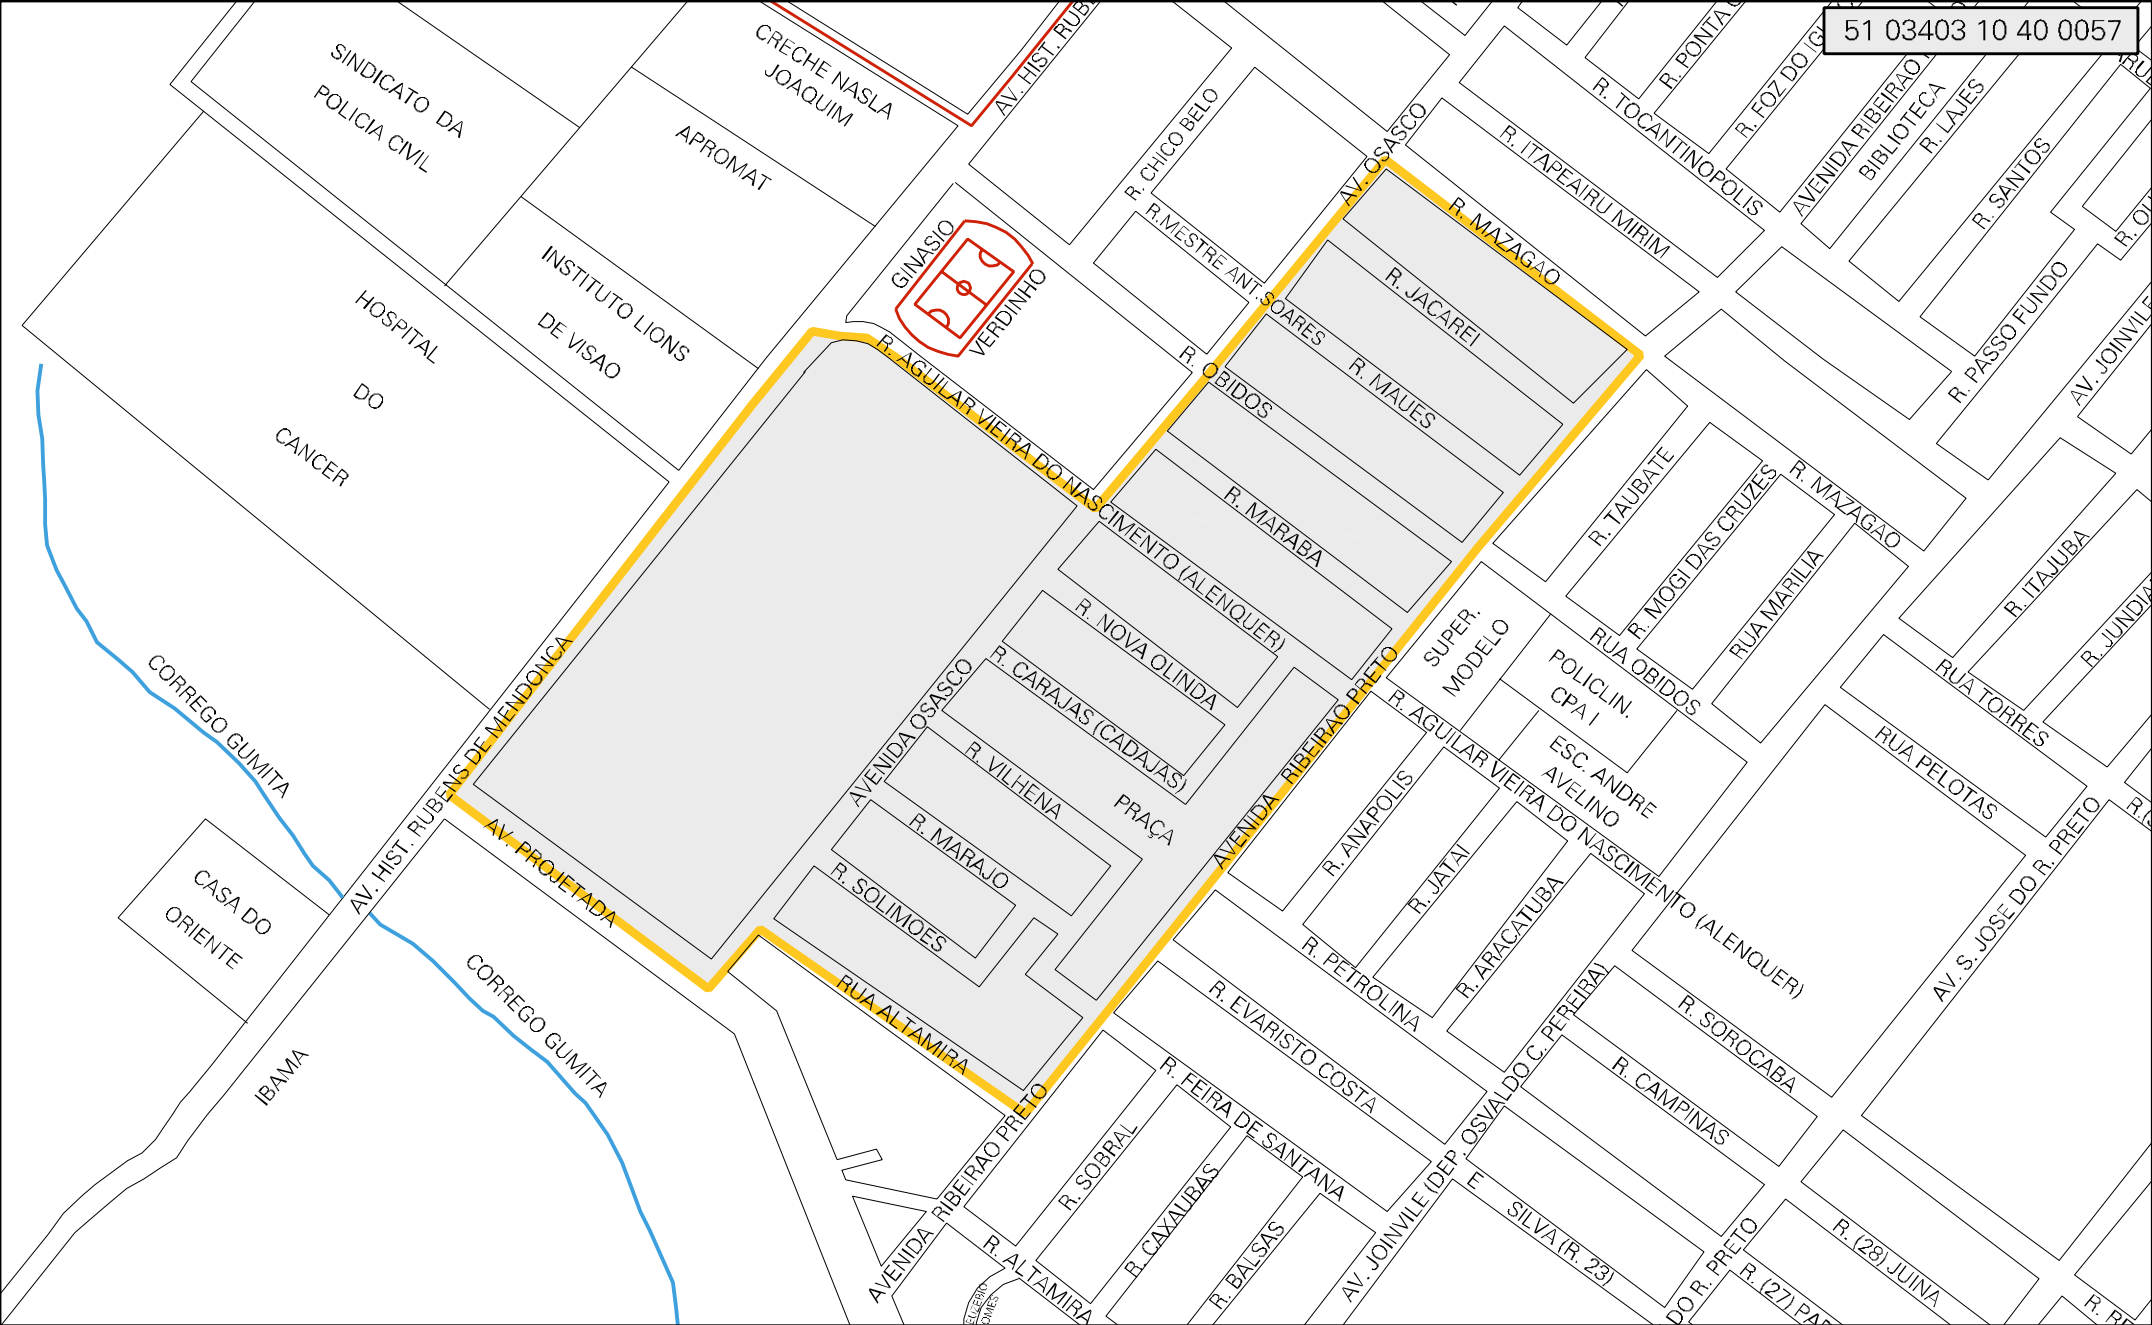 51 03403 10 40 0057
SINDICATO DA
POLICIA CIVIL
CRECHE NASLA
JOAQUIM
APROMAT
INSTITUTO LIONS
DE VISAO
HOSPITAL
DO
CANCER
GINASIO
VERDINHO
AV. HIST.
R. CHICO BELO
E R.MESTRE ANT.SOARES
AV. OSASCO
R. MAZAGAO
R. JACAREI
R. MAUES
R. OBIDOS
R. MARABA
R. AGUILAR VIEIRA DO NASCIMENTO (ALENQUER)
R. NOVA OLINDA
R. CARAJAS (CADAJAS)
R. VILHENA
R. MARAJO
R. SOLIMOES
PRAÇA
AVENIDA OSASCO
RUA ALTAMIRA
AV. PROJETADA
AV. HIST. RUBENS DE MENDONCA
CORREGO GUMITA
CASA DO
ORIENTE
IBAMA
CORREGO GUMITA
AVENIDA RIBEIRAO PRETO
AVENIDA RIBEIRAO PRETO
R. ITAPEAIRU MIRIM
R. TOCANTINOPOLIS
R. PONTA
R. FOZ DO
AVENIDA RIBEIRAO
BIBLIOTECA
R. LAJES
R. SANTOS
R. PASSO FUNDO
AV. JOINVILE
R. TAUBATE
R. MOGI DAS CRUZES
RUA MARILIA
R. MAZAGAO
R. ITAJUBA
R. JUNDIA
RUA OBIDOS
RUA TORRES
RUA PELOTAS
SUPER.
MODELO
POLICLIN.
CPA I
ESC. ANDRE
AVELINO
R. AGUILAR VIEIRA DO NASCIMENTO (ALENQUER)
R. ANAPOLIS
R. JATAI
R. ARACATUBA
R. PETROLINA
R. EVARISTO COSTA
R. FEIRA DE SANTANA
R. SOBRAL
R. CAXAUBAS
R. BALSAS
R. ALTAMIRA
AV. JOINVILE (DEP. OSVALDO C. PEREIRA)
AV. S. JOSE DO R. PRETO
R. SOROCABA
R. CAMPINAS
E SILVA (R. 23)
DO R. PRETO
R. (28) JUINA
R. (27)